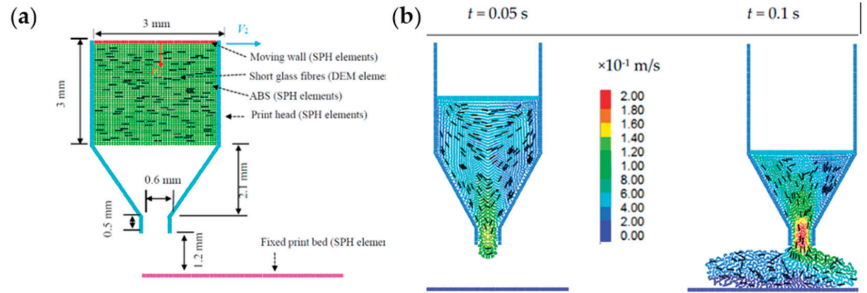 (a)
3 mm
V₂
Moving wall (SPH elements)
Short glass fibres (DEM elemer
ABS (SPH elements)
Print head (SPH elements)
3 mm
0.6 mm
2.1 mm
0.5 mm
1.2 mm
Fixed print bed (SPH elemer
(b)
t = 0.05 s
t = 0.1 s
×10⁻¹ m/s
2.00
1.80
1.60
1.40
1.20
1.00
8.00
6.00
4.00
2.00
0.00